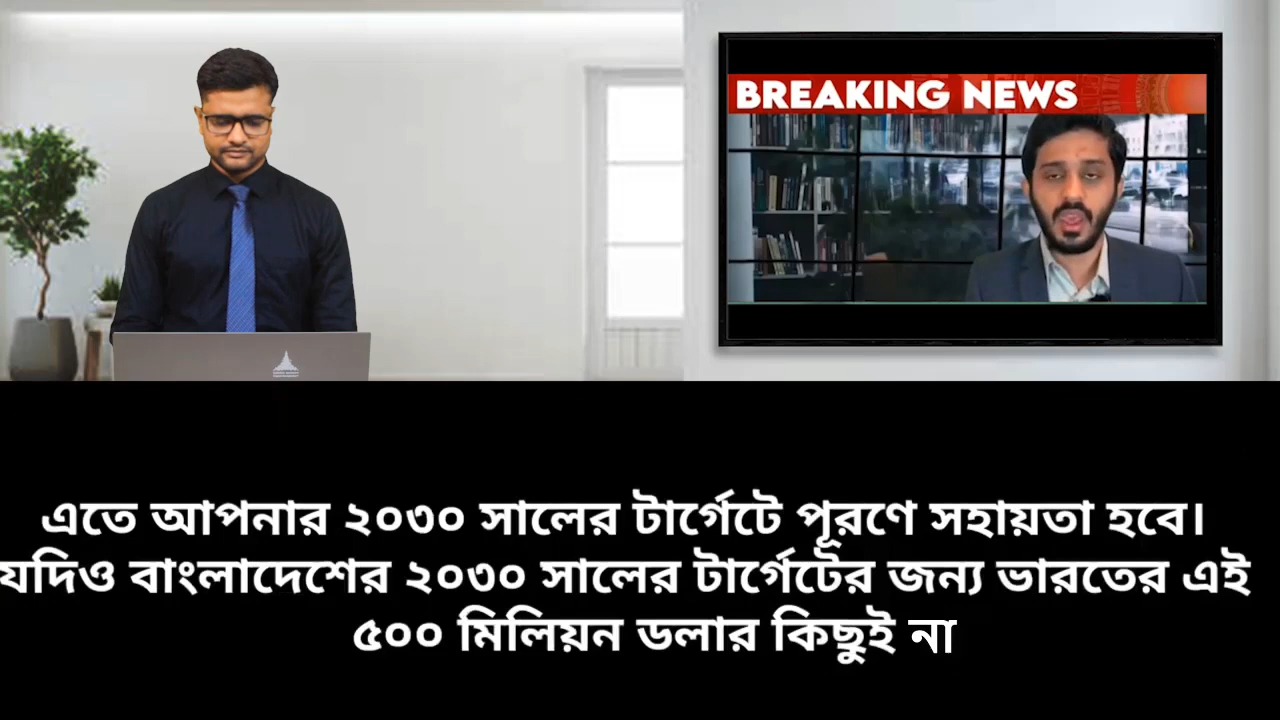 BREAKING NEWS
এতে আপনার ২০৩০ সালের টার্গেটে পূরণে সহায়তা হবে।
যদিও বাংলাদেশের ২০৩০ সালের টার্গেটের জন্য ভারতের এই
৫০০ মিলিয়ন ডলার কিছুই না